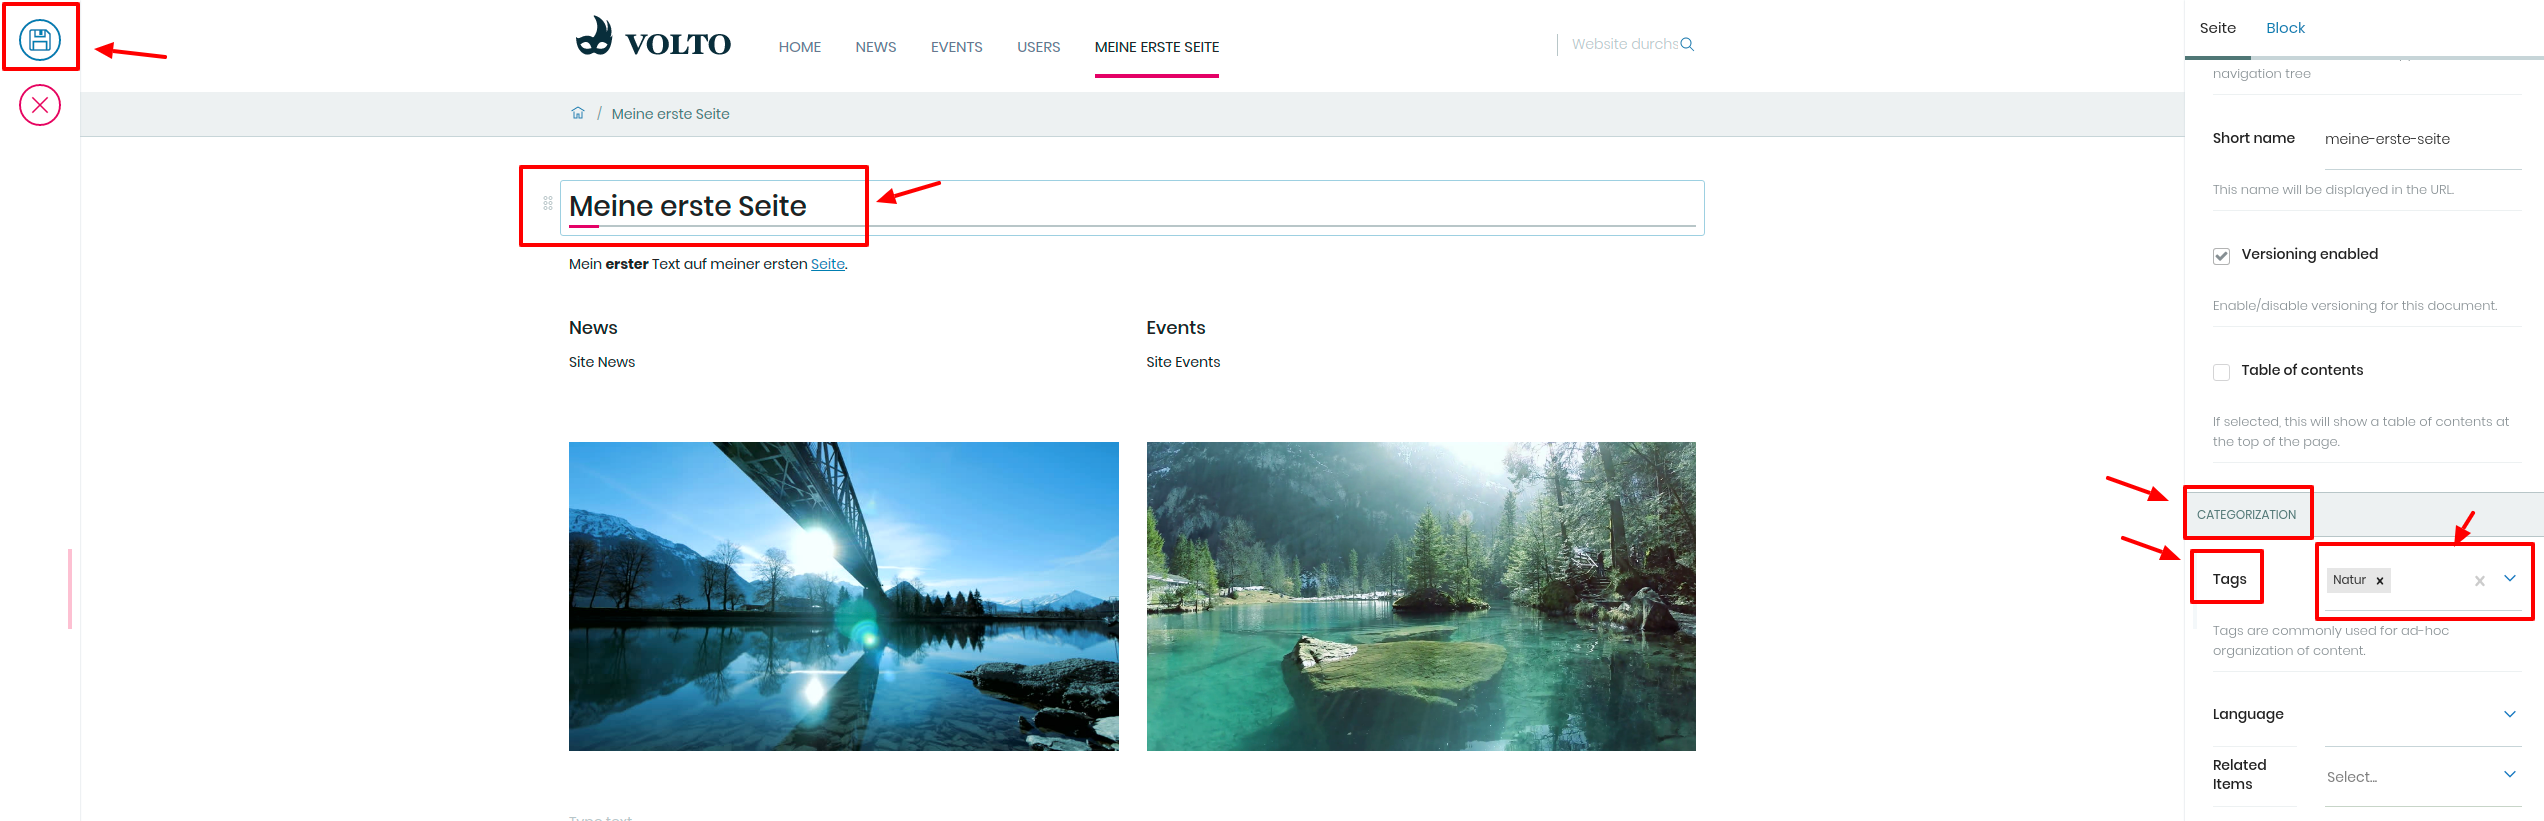 VOLTO
HOME NEWS EVENTS USERS MEINE ERSTE SEITE
Website durchs
Seite Block
Meine erste Seite
/ Meine erste Seite
Mein erster Text auf meiner ersten Seite.
News
Site News
Events
Site Events
Type text
navigation tree
Short name meine-erste-seite
This name will be displayed in the URL.
Versioning enabled
Enable/disable versioning for this document.
Table of contents
If selected, this will show a table of contents at
the top of the page.
CATEGORIZATION
Tags Natur x
Tags are commonly used for ad-hoc
organization of content.
Language
Related
Items
Select...